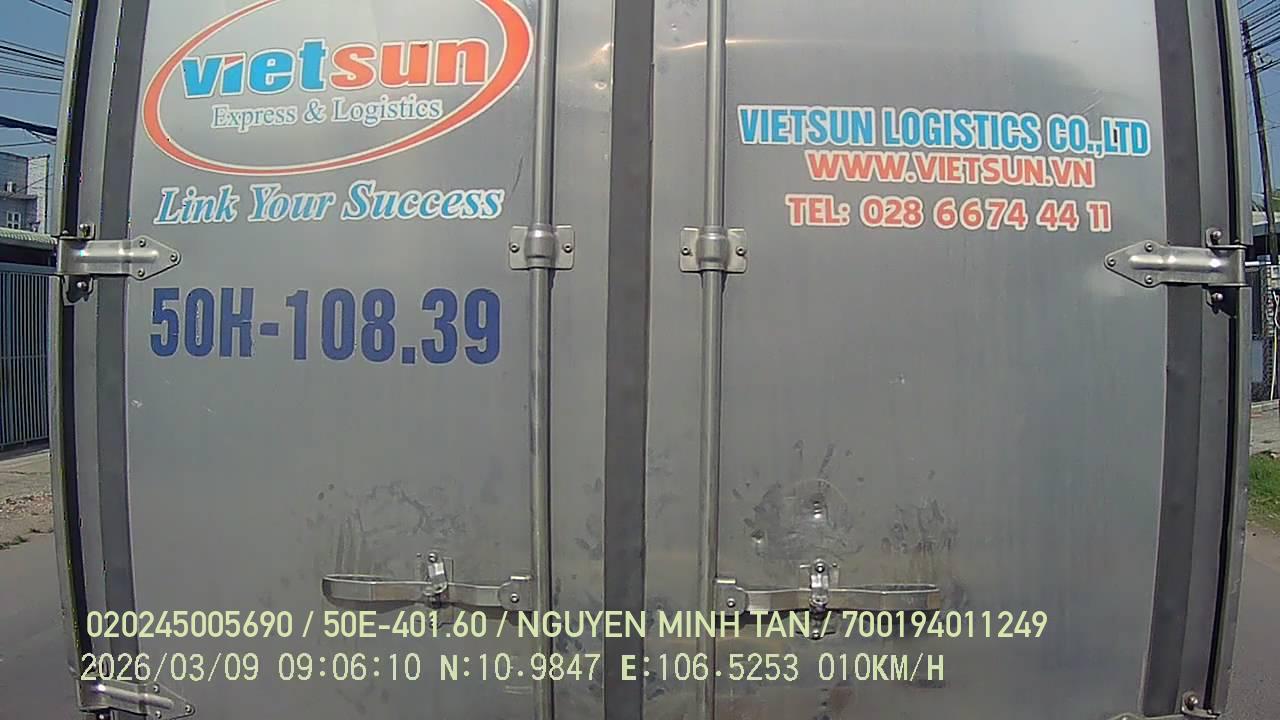 vietsun
Express & Logistics
Link Your Success
50H-108.39
VIETSUN LOGISTICS CO.,LTD
WWW.VIETSUN.VN
TEL: 028 6674 44 11
020245005690 / 50E-401.60 / NGUYEN MINH TAN / 700194011249
2026/03/09 09:06:10 N:10.9847 E:106.5253 010KM/H